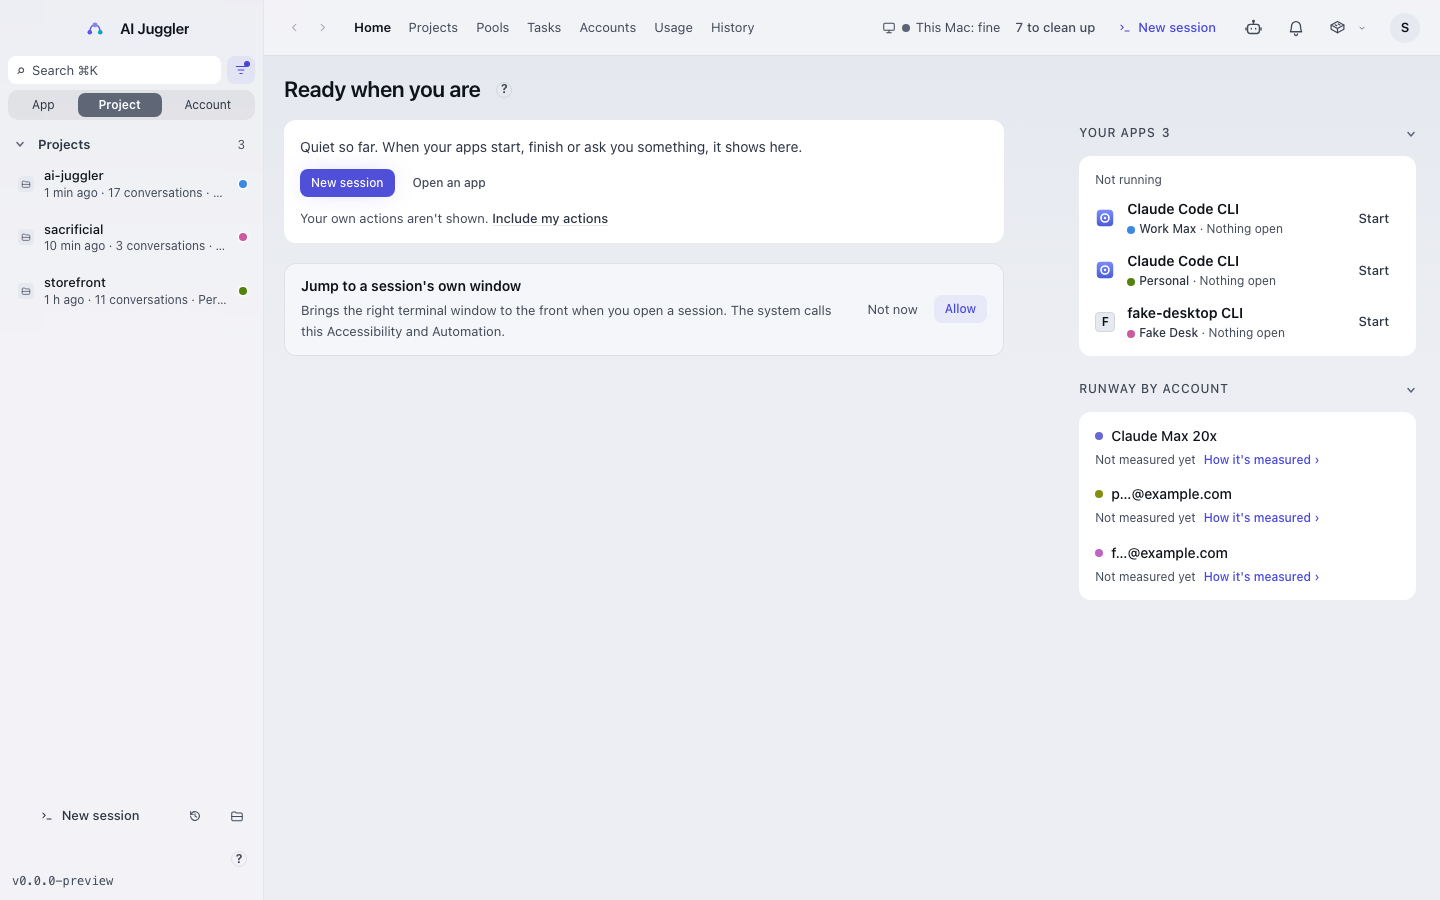 AI Juggler
Search ⌘K
App Project Account
Projects 3
ai-juggler
1 min ago · 17 conversations · ...
sacrificial
10 min ago · 3 conversations · ...
storefront
1 h ago · 11 conversations · Per...
New session
?
v0.0.0-preview
Home Projects Pools Tasks Accounts Usage History
This Mac: fine 7 to clean up New session S
Ready when you are ?
Quiet so far. When your apps start, finish or ask you something, it shows here.
New session Open an app
Your own actions aren't shown. Include my actions
Jump to a session's own window
Brings the right terminal window to the front when you open a session. The system calls
this Accessibility and Automation.
Not now Allow
YOUR APPS 3
Not running
Claude Code CLI
Work Max · Nothing open
Start
Claude Code CLI
Personal · Nothing open
Start
F
fake-desktop CLI
Fake Desk · Nothing open
Start
RUNWAY BY ACCOUNT
Claude Max 20x
Not measured yet How it's measured ›
p...@example.com
Not measured yet How it's measured ›
f...@example.com
Not measured yet How it's measured ›